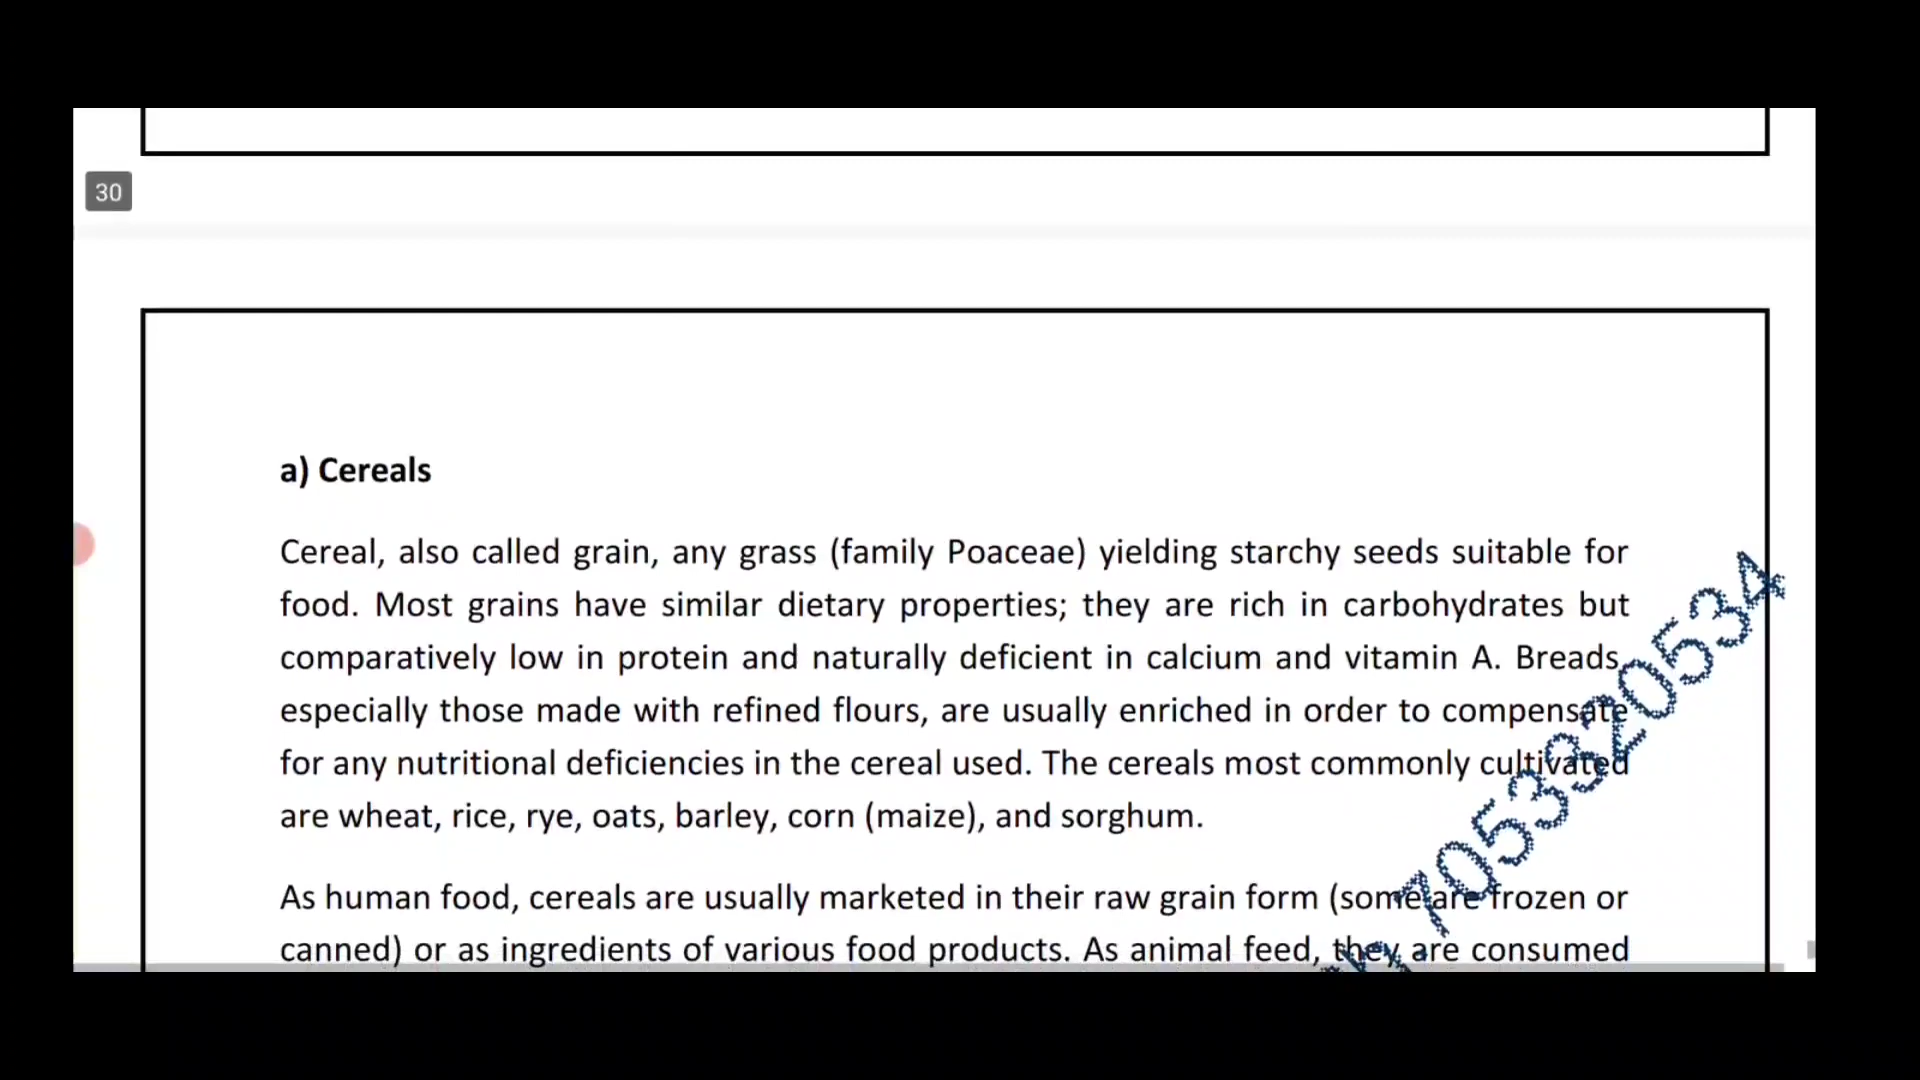 30
a) Cereals
Cereal, also called grain, any grass (family Poaceae) yielding starchy seeds suitable for
food. Most grains have similar dietary properties; they are rich in carbohydrates but
comparatively low in protein and naturally deficient in calcium and vitamin A. Breads,
especially those made with refined flours, are usually enriched in order to compensate
for any nutritional deficiencies in the cereal used. The cereals most commonly cultivated
are wheat, rice, rye, oats, barley, corn (maize), and sorghum.
As human food, cereals are usually marketed in their raw grain form (some are frozen or
canned) or as ingredients of various food products. As animal feed, they are consumed
7053320534